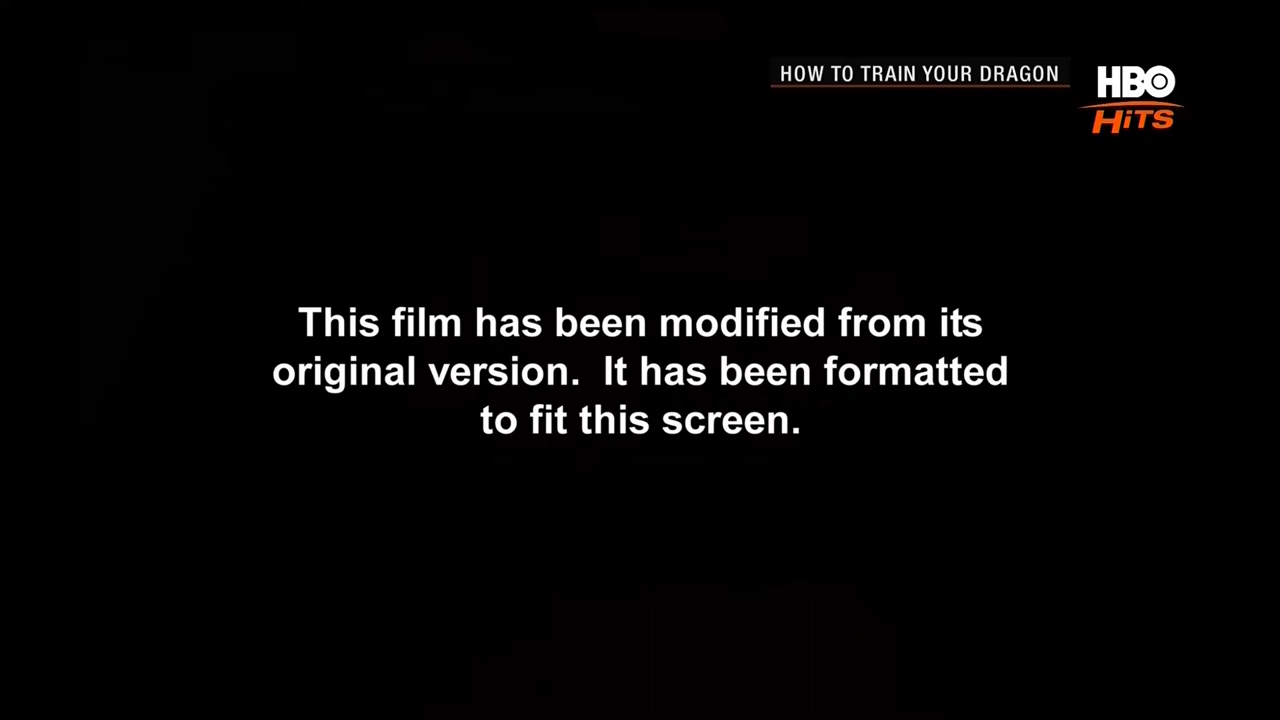 HOW TO TRAIN YOUR DRAGON
HBO
HiTS
This film has been modified from its
original version.  It has been formatted
to fit this screen.